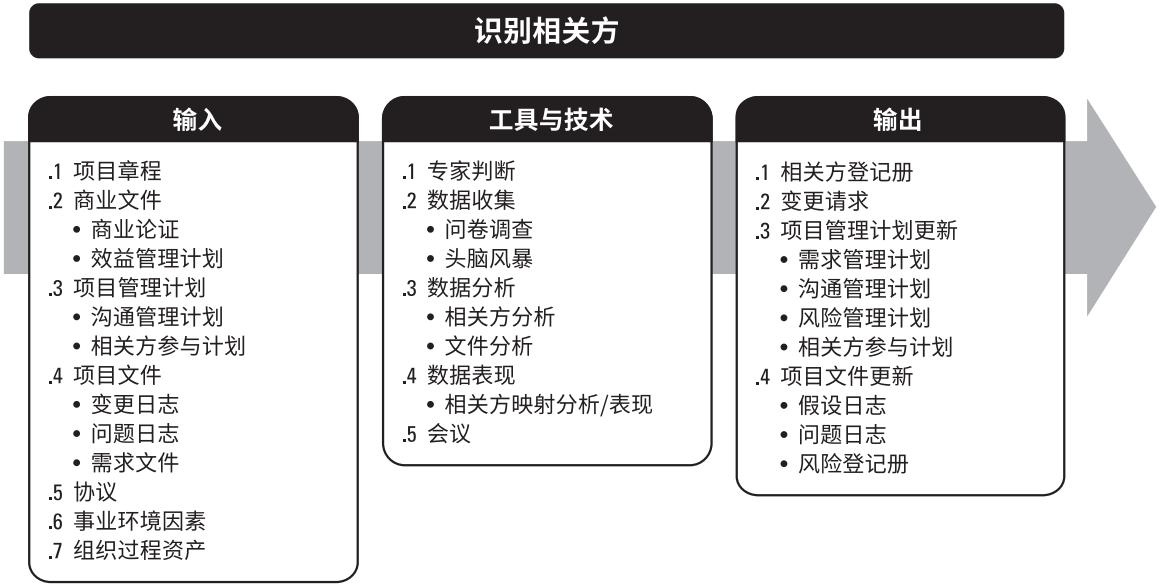 识别相关方
输入
.1 项目章程
.2 商业文件
• 商业论证
• 效益管理计划
.3 项目管理计划
• 沟通管理计划
• 相关方参与计划
.4 项目文件
• 变更日志
• 问题日志
• 需求文件
.5 协议
.6 事业环境因素
.7 组织过程资产
工具与技术
.1 专家判断
.2 数据收集
• 问卷调查
• 头脑风暴
.3 数据分析
• 相关方分析
• 文件分析
.4 数据表现
• 相关方映射分析/表现
.5 会议
输出
.1 相关方登记册
.2 变更请求
.3 项目管理计划更新
• 需求管理计划
• 沟通管理计划
• 风险管理计划
• 相关方参与计划
.4 项目文件更新
• 假设日志
• 问题日志
• 风险登记册